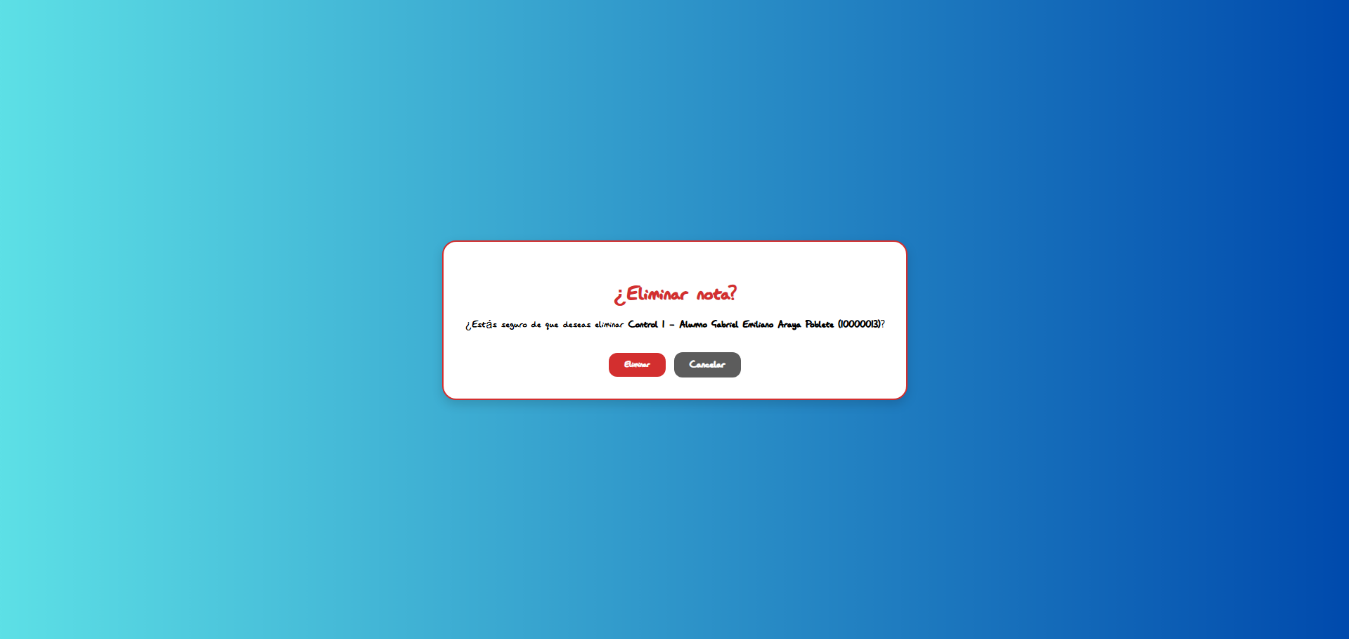 ¿Eliminar nota?
¿Estás seguro de que deseas eliminar Control 1 - Alumno Gabriel Emiliano Araya Poblete (10000013)?
Eliminar Cancelar